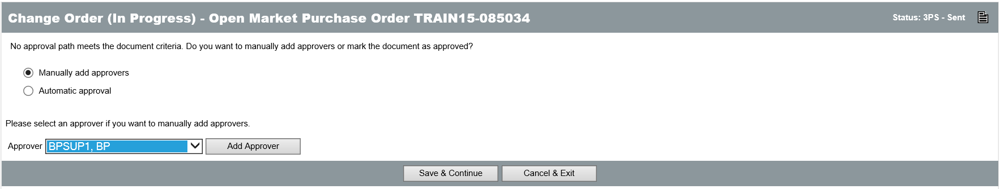 Change Order (In Progress) - Open Market Purchase Order TRAIN15-085034
Status: 3PS - Sent
No approval path meets the document criteria. Do you want to manually add approvers or mark the document as approved?
Manually add approvers
Automatic approval
Please select an approver if you want to manually add approvers.
Approver BPSUP1, BP Add Approver
Save & Continue Cancel & Exit